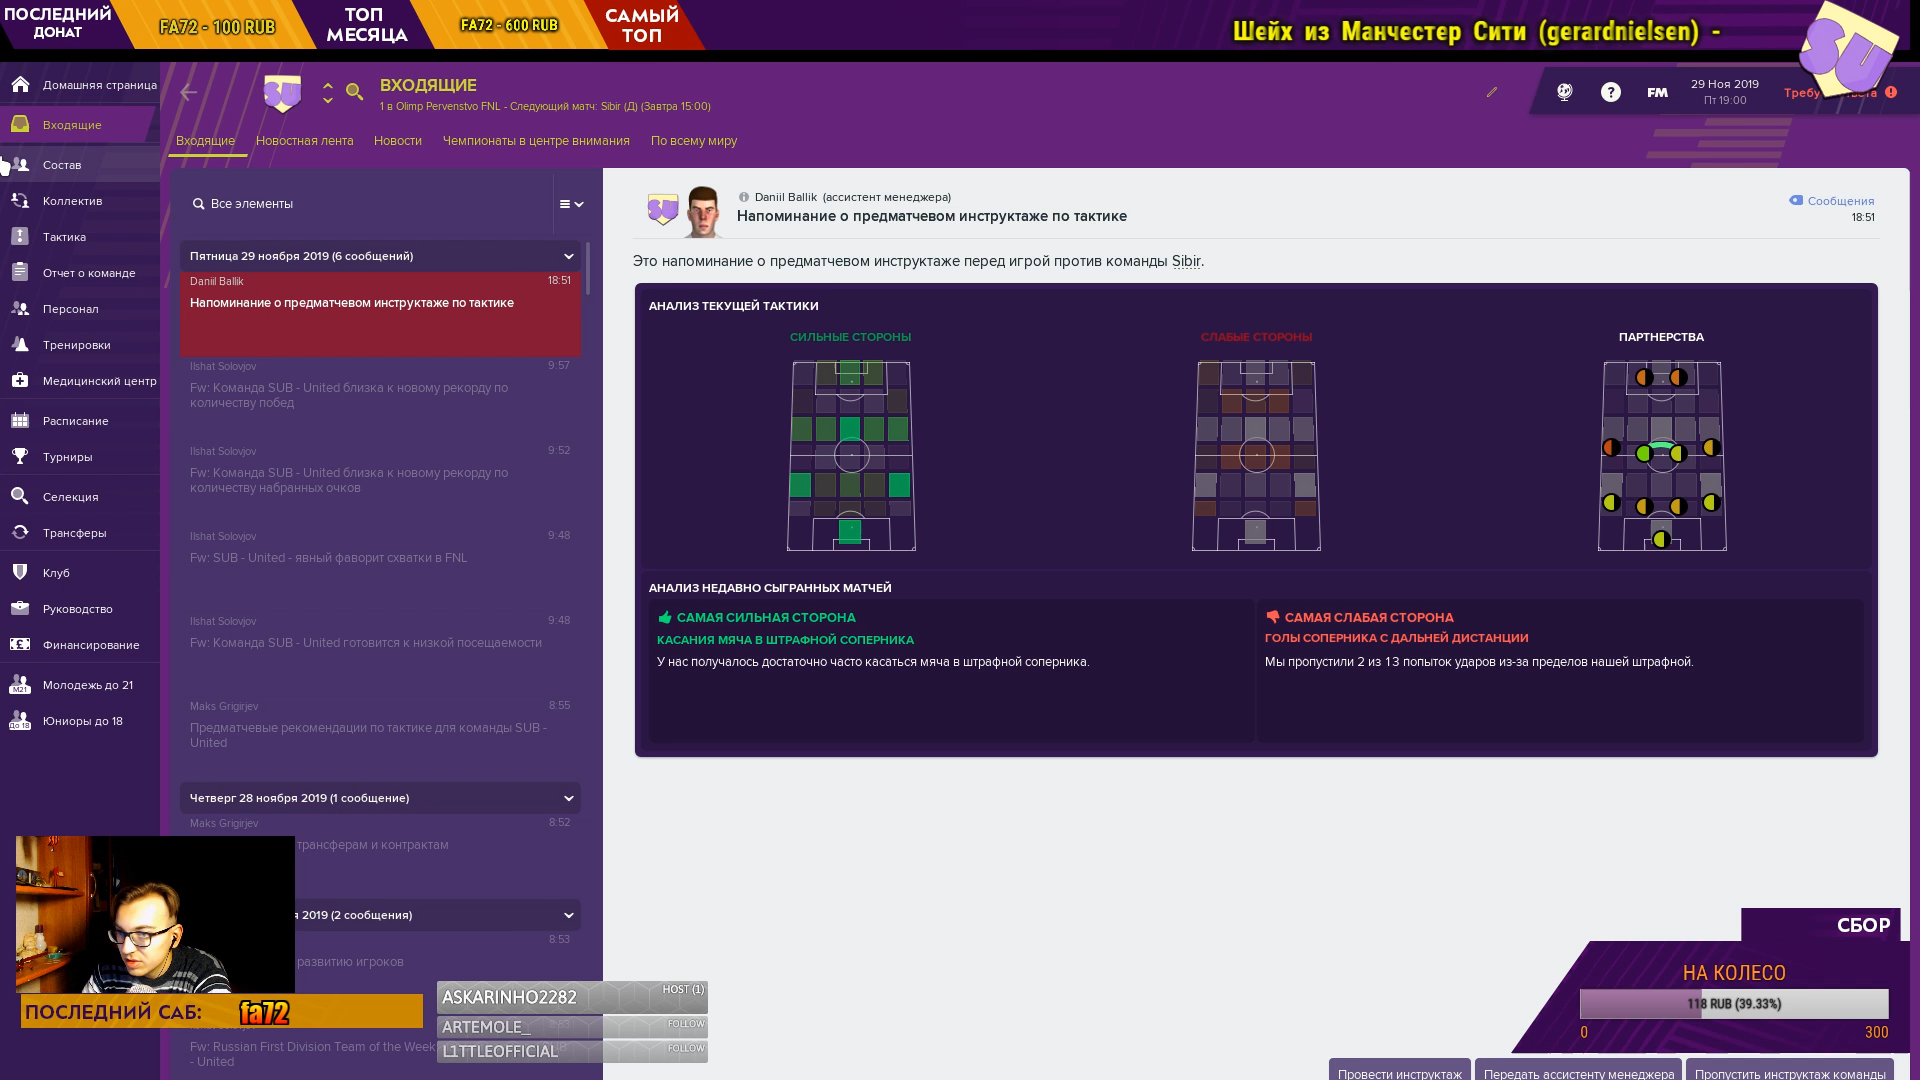 ПОСЛЕДНИЙ
ДОНАТ
FA72 - 100 RUB
ТОП
МЕСЯЦА
FA72 - 600 RUB
САМЫЙ
ТОП
Шейх из Манчестер Сити (gerardnielsen) -
SU
Домашняя страница
Входящие
Состав
Коллектив
Тактика
Отчет о команде
Персонал
Тренировки
Медицинский центр
Расписание
Турниры
Селекция
Трансферы
Клуб
Руководство
Финансирование
M21
Молодежь до 21
До 18
Юниоры до 18
SU
ВХОДЯЩИЕ
1 в Olimp Pervenstvo FNL - Следующий матч: Sibir (Д) (Завтра 15:00)
FM
29 Ноя 2019
Пт 19:00
Входящие
Новостная лента
Новости
Чемпионаты в центре внимания
По всему миру
Все элементы
Пятница 29 ноября 2019 (6 сообщений)
Daniil Ballik
18:51
Напоминание о предматчевом инструктаже по тактике
Ilshat Solovjov
9:57
Fw: Команда SUB - United близка к новому рекорду по
количеству побед
Ilshat Solovjov
9:52
Fw: Команда SUB - United близка к новому рекорду по
количеству набранных очков
Ilshat Solovjov
9:48
Fw: SUB - United - явный фаворит схватки в FNL
Ilshat Solovjov
9:48
Fw: Команда SUB - United готовится к низкой посещаемости
Maks Grigirjev
8:55
Предматчевые рекомендации по тактике для команды SUB -
United
Четверг 28 ноября 2019 (1 сообщение)
Maks Grigirjev
8:52
трансферам и контрактам
я 2019 (2 сообщения)
8:53
развитию игроков
Fw: Russian First Division Team of the Week
- United
SU
Daniil Ballik (ассистент менеджера)
Напоминание о предматчевом инструктаже по тактике
Сообщения
18:51
Это напоминание о предматчевом инструктаже перед игрой против команды Sibir.
АНАЛИЗ ТЕКУЩЕЙ ТАКТИКИ
СИЛЬНЫЕ СТОРОНЫ
СЛАБЫЕ СТОРОНЫ
ПАРТНЕРСТВА
АНАЛИЗ НЕДАВНО СЫГРАННЫХ МАТЧЕЙ
САМАЯ СИЛЬНАЯ СТОРОНА
КАСАНИЯ МЯЧА В ШТРАФНОЙ СОПЕРНИКА
У нас получалось достаточно часто касаться мяча в штрафной соперника.
САМАЯ СЛАБАЯ СТОРОНА
ГОЛЫ СОПЕРНИКА С ДАЛЬНЕЙ ДИСТАНЦИИ
Мы пропустили 2 из 13 попыток ударов из-за пределов нашей штрафной.
ПОСЛЕДНИЙ САБ:
fa72
ASKARINHO2282
HOST (1)
ARTEMOLE_
FOLLOW
L1TTLEOFFICIAL
FOLLOW
СБОР
НА КОЛЕСО
118 RUB (39.33%)
0
300
Провести инструктаж
Передать ассистенту менеджера
Пропустить инструктаж команды